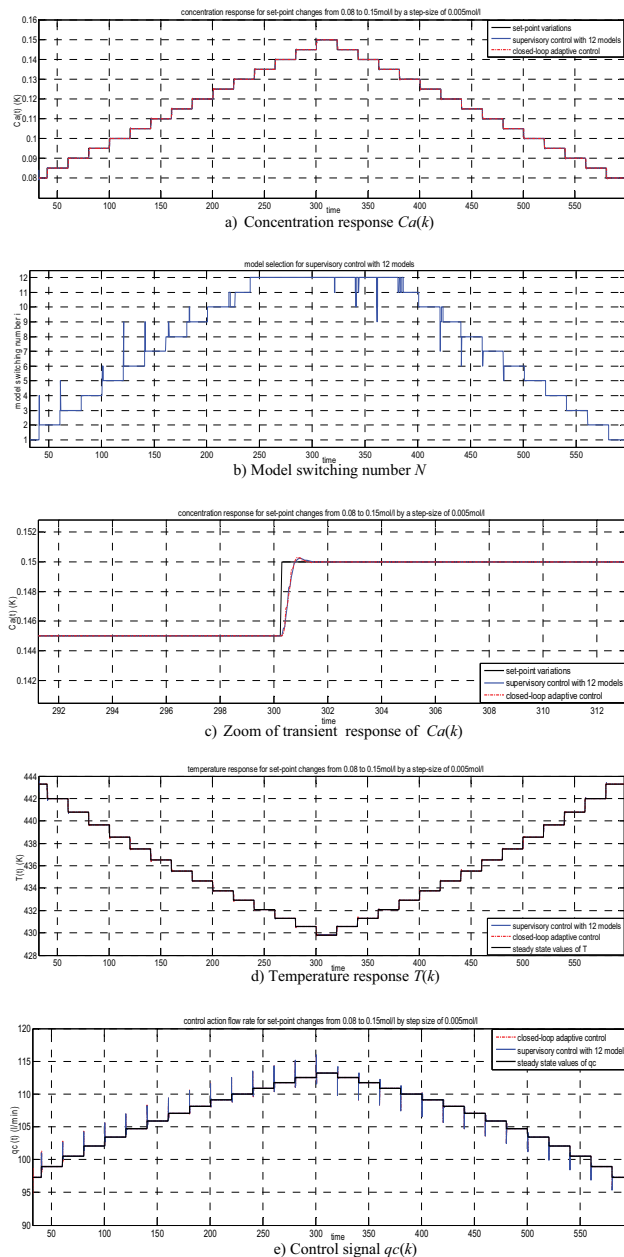 concentration response for set-point changes from 0.08 to 0.15mol/l by a step-size of 0.005mol/l
0.16
0.15
0.14
0.13
0.12
0.11
0.1
0.09
0.08
Ca(t) (K)
set-point variations
supervisory control with 12 models
closed-loop adaptive control
50 100 150 200 250 300 350 400 450 500 550
time
a) Concentration response Ca(k)
model selection for supervisory control with 12 models
12
11
10
9
8
7
6
5
4
3
2
1
model switching number i
50 100 150 200 250 300 350 400 450 500 550
time
b) Model switching number N
concentration response for set-point changes from 0.08 to 0.15mol/l by a step-size of 0.005mol/l
0.152
0.15
0.148
0.146
0.144
0.142
Ca(t) (K)
set-point variations
supervisory control with 12 models
closed-loop adaptive control
292 294 296 298 300 302 304 306 308 310 312
time
c) Zoom of transient response of Ca(k)
temperature response for set-point changes from 0.08 to 0.15mol/l by a step-size of 0.005mol/l
444
442
440
438
436
434
432
430
428
T(t) (K)
supervisory control with 12 models
closed-loop adaptive control
steady state values of T
50 100 150 200 250 300 350 400 450 500 550
time
d) Temperature response T(k)
control action flow rate for set-point changes from 0.08 to 0.15mol/l by step size of 0.005mol/l
120
115
110
105
100
95
90
qc (t) (l/min)
closed-loop adaptive control
supervisory control with 12 model
steady state values of qc
50 100 150 200 250 300 350 400 450 500 550
time
e) Control signal qc(k)